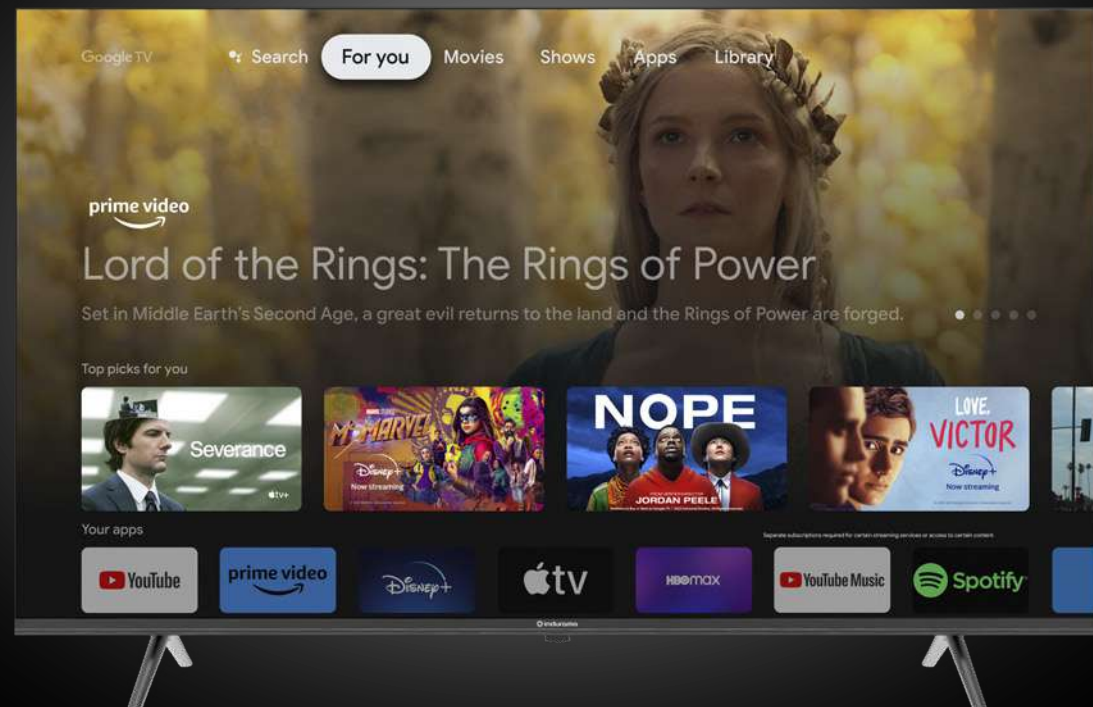 Google TV
Search
For you
Movies
Shows
Apps
Library
prime video
Lord of the Rings: The Rings of Power
Set in Middle Earth's Second Age, a great evil returns to the land and the Rings of Power are forged.
Top picks for you
Severance
tv+
MARVEL STUDIOS
MS. MARVEL
Disney+
Now streaming
NOPE
JORDAN PEELE
LOVE,
VICTOR
Disney+
Now streaming
Your apps
Separate subscriptions required for certain streaming services or access to certain content.
YouTube
prime video
Disney+
tv
HBOmax
YouTube Music
Spotify
indurama